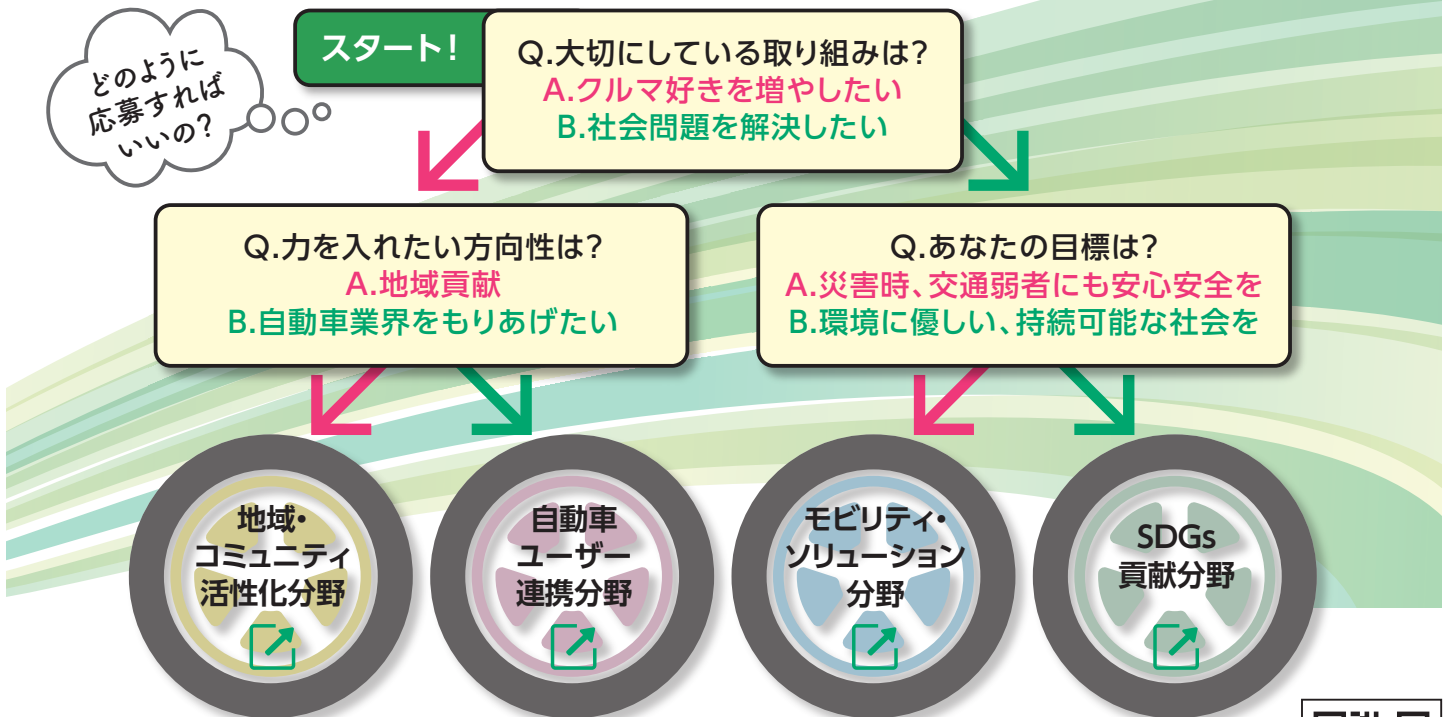 どのように
応募すれば
いいの?
スタート!
Q.大切にしている取り組みは?
A.クルマ好きを増やしたい
B.社会問題を解決したい
Q.力を入れたい方向性は?
A.地域貢献
B.自動車業界をもりあげたい
Q.あなたの目標は?
A.災害時、交通弱者にも安心安全を
B.環境に優しい、持続可能な社会を
地域・
コミュニティ
活性化分野
自動車
ユーザー
連携分野
モビリティ・
ソリューション
分野
SDGs
貢献分野